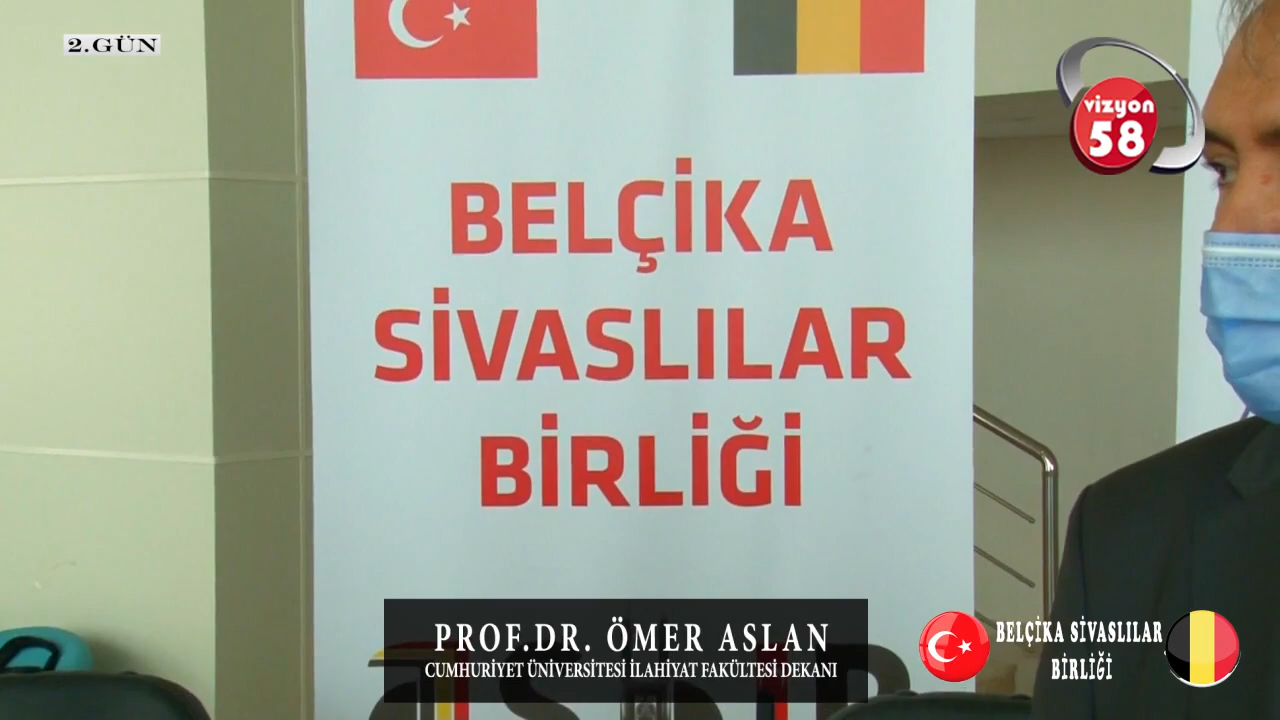 2.GÜN
vizyon
58
BELÇİKA
SİVASLILAR
BİRLİĞİ
PROF.DR. ÖMER ASLAN
CUMHURİYET ÜNİVERSİTESİ İLAHİYAT FAKÜLTESİ DEKANI
BELÇİKA SİVASLILAR
BİRLİĞİ